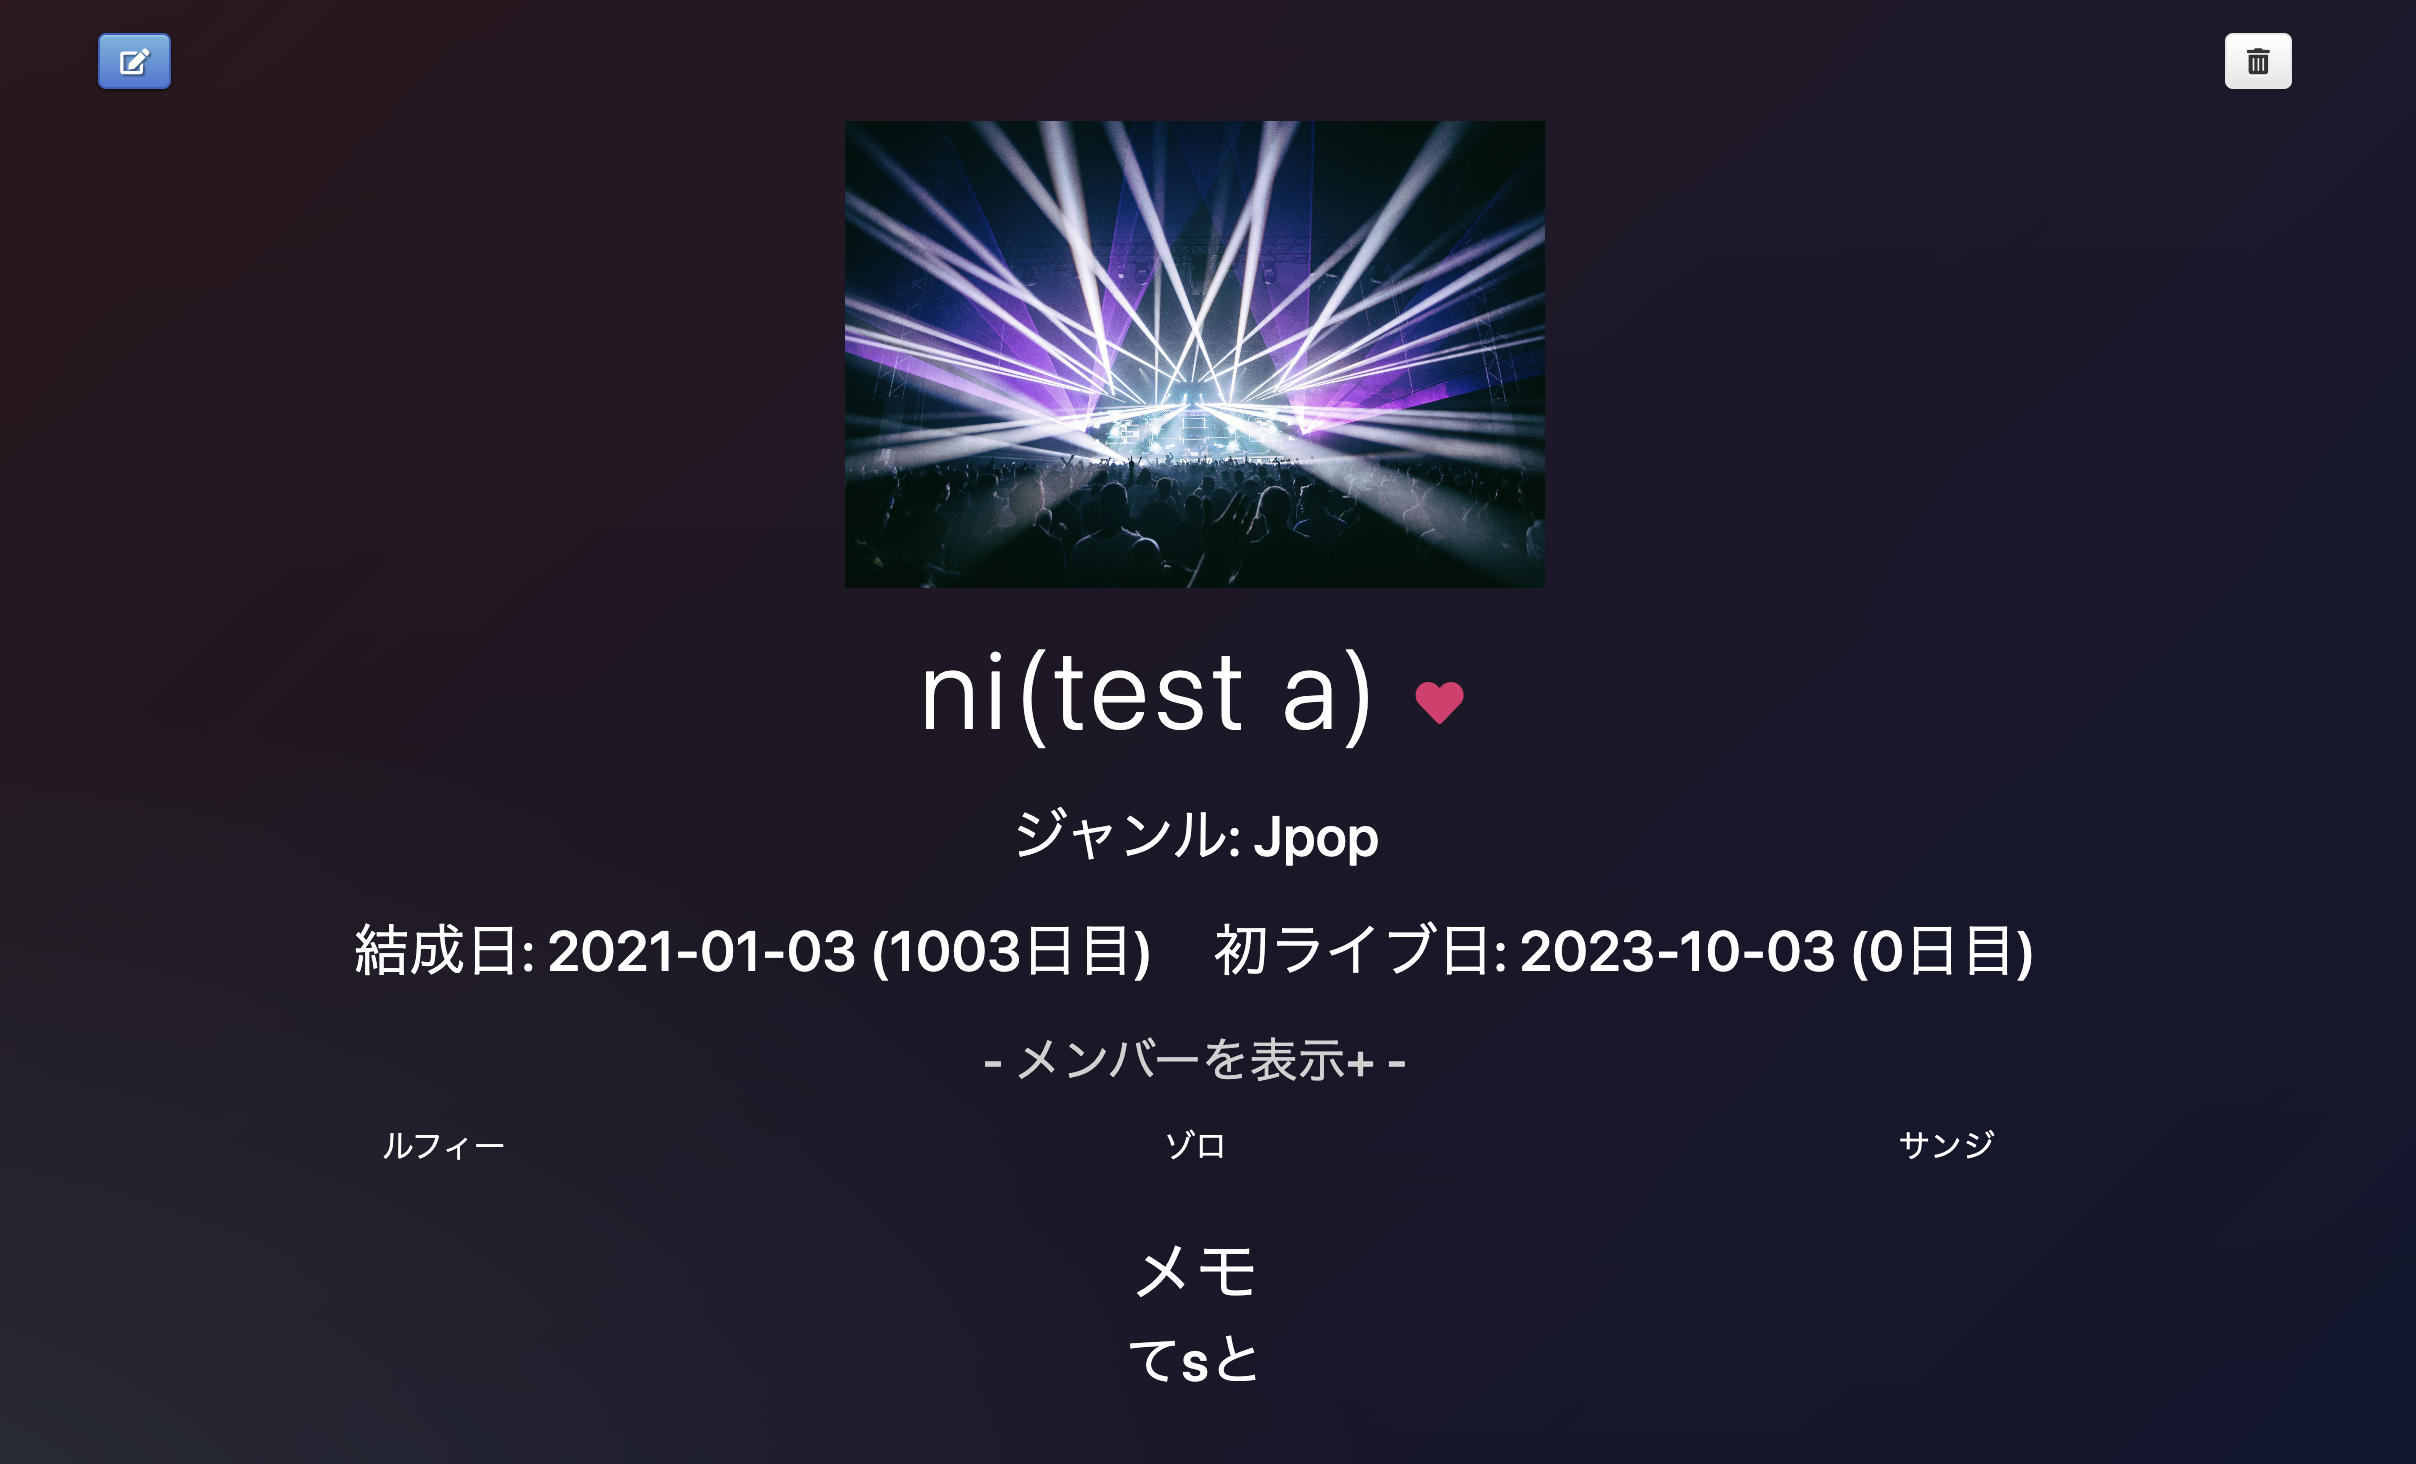 ni(test a)
ジャンル: Jpop
結成日: 2021-01-03 (1003日目) 初ライブ日: 2023-10-03 (0日目)
- メンバーを表示+ -
ルフィー ゾロ サンジ
メモ
てsと